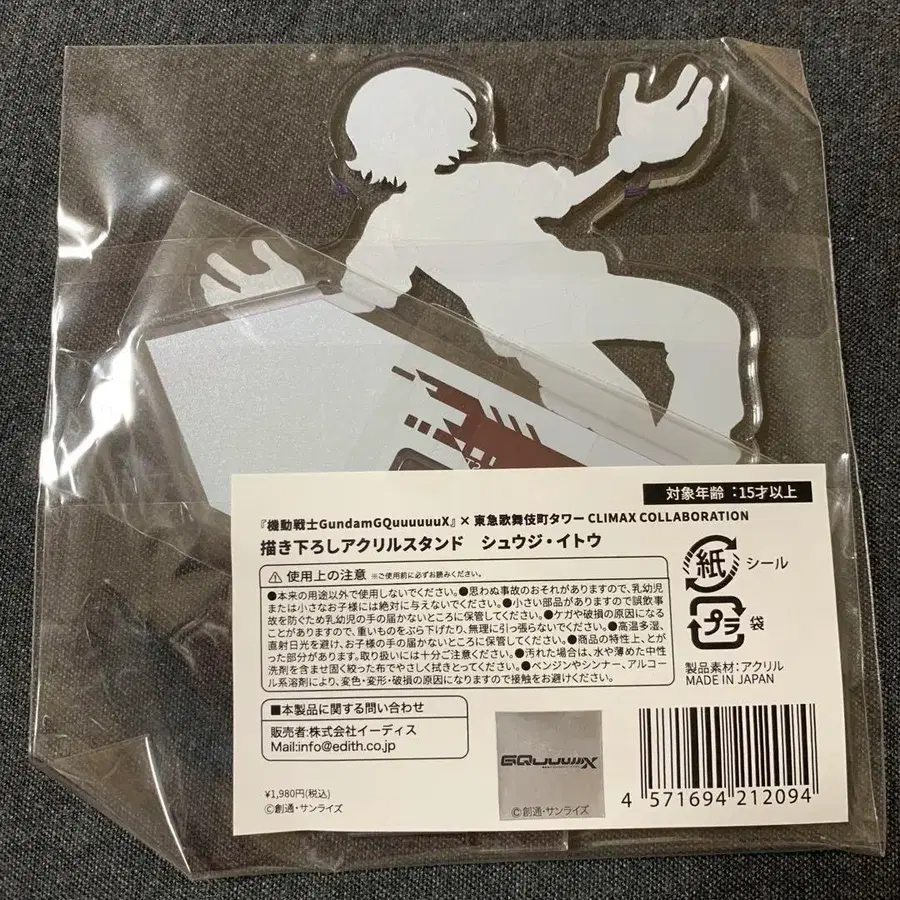 対象年齢 :15才以上
『機動戦士GundamGQuuuuuuX』× 東急歌舞伎町タワー CLIMAX COLLABORATION
描き下ろしアクリルスタンド シュウジ・イトウ
使用上の注意 ※ご使用前に必ずお読みください。
●本来の用途以外で使用しないでください。●思わぬ事故のおそれがありますので、乳幼児
または小さなお子様には絶対に与えないでください。●小さい部品がありますので誤飲事
故を防ぐため乳幼児の手の届かないところに保管してください。●ケガや破損の原因になる
ことがありますので、重いものをぶら下げたり、無理に引っ張らないでください。●高温多湿、
直射日光を避け、お子様の手の届かないところに保管してください。●商品の特性上、とが
った部分があります。取り扱いには十分ご注意ください。●汚れた場合は、水や薄めた中性
洗剤を含ませ固く絞った布でやさしく拭きとってください。●ベンジンやシンナー、アルコー
ル系溶剤により、変色・変形・破損の原因になりますので接触をお避けください。
紙 シール
プラ 袋
製品素材:アクリル
MADE IN JAPAN
■本製品に関する問い合わせ
販売者:株式会社イーディス
Mail:info@edith.co.jp
¥1,980円(税込)
©創通・サンライズ
GQuuuuuuX
©創通・サンライズ
4 571694 212094